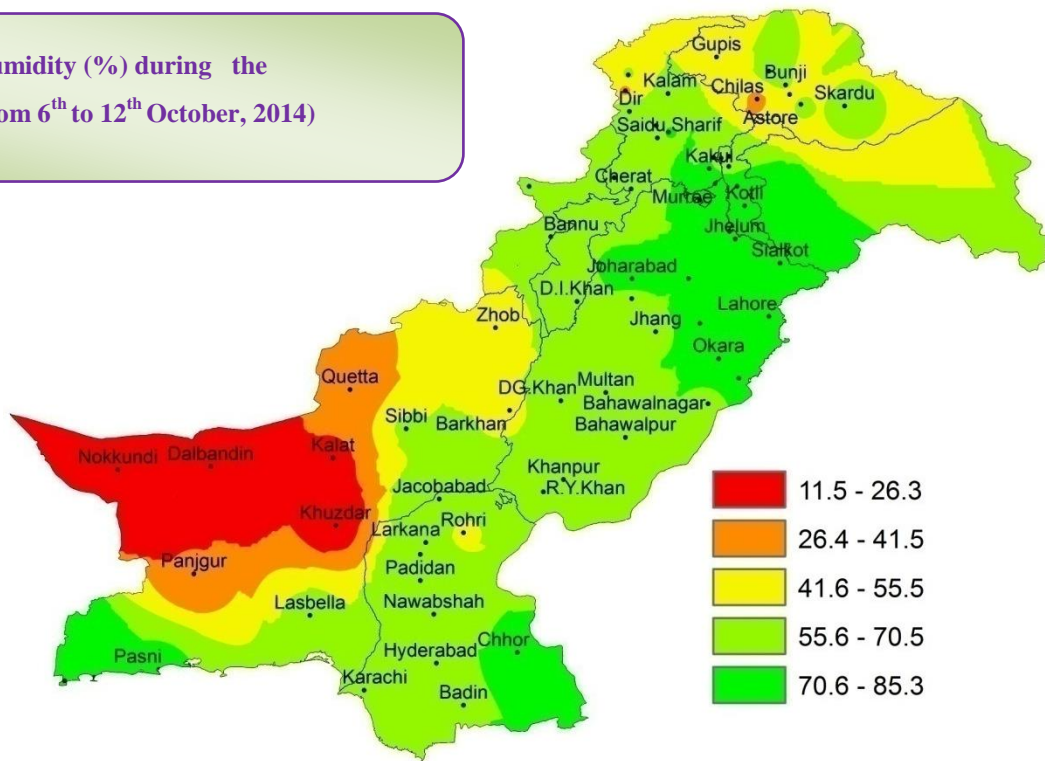 umidity (%) during the
om 6th to 12th October, 2014)
Gupis
Bunji
Kalam
Chilas
Skardu
Dir
Astore
Saidu Sharif
Kakul
Cherat
Murree
Kotli
Bannu
Jhelum
Sialkot
Joharabad
D.I.Khan
Lahore
Zhob
Jhang
Okara
Quetta
DG.Khan
Multan
Bahawalnagar
Sibbi
Barkhan
Bahawalpur
Nokkundi
Dalbandin
Kalat
Khanpur
Jacobabad
R.Y.Khan
Khuzdar
Larkana
Rohri
Panjgur
Padidan
Lasbella
Nawabshah
Pasni
Hyderabad
Chhor
Karachi
Badin
11.5 - 26.3
26.4 - 41.5
41.6 - 55.5
55.6 - 70.5
70.6 - 85.3